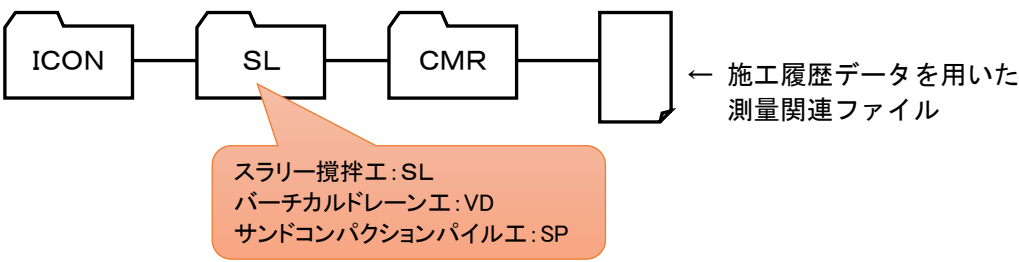 ICON
SL
CMR
← 施工履歴データを用いた
測量関連ファイル
スラリー撹拌工：SL
バーチカルドレーン工：VD
サンドコンパクションパイル工：SP